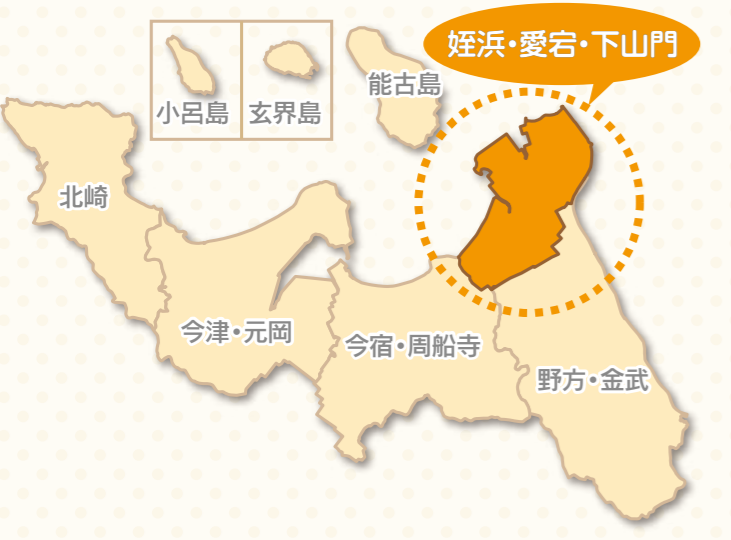 姪浜・愛宕・下山門
能古島
小呂島
玄界島
北崎
今津・元岡
今宿・周船寺
野方・金武